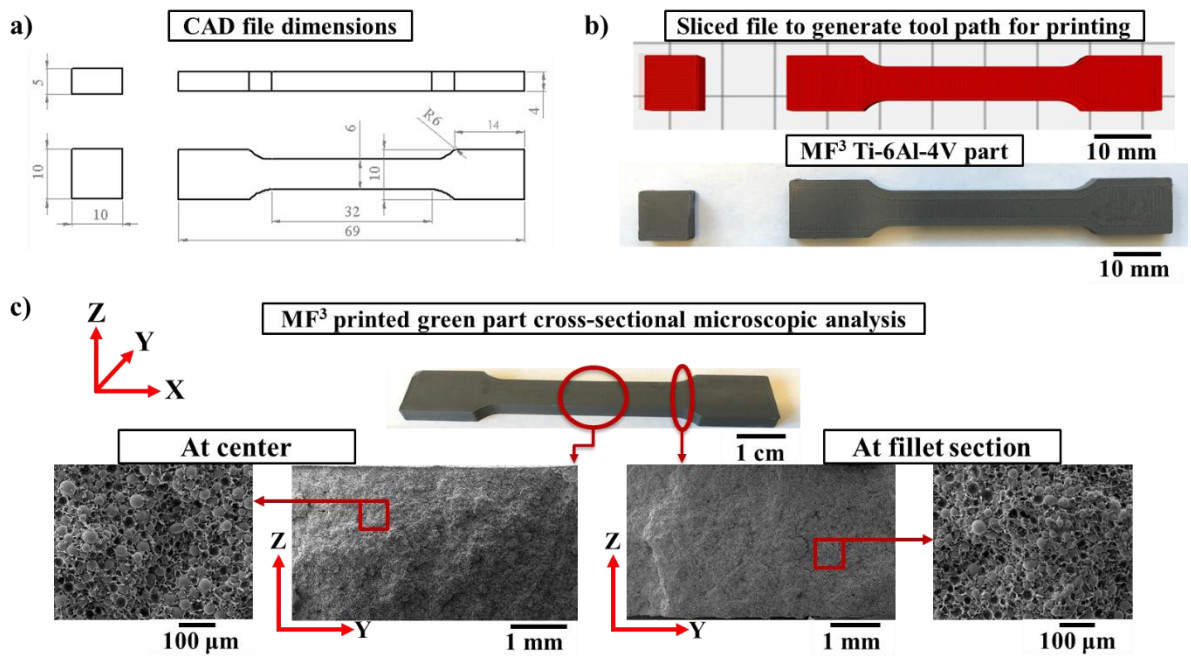 a)
CAD file dimensions
5
4
10
10
6
10
R6
14
32
69
b)
Sliced file to generate tool path for printing
10 mm
MF³ Ti-6Al-4V part
10 mm
c)
MF³ printed green part cross-sectional microscopic analysis
Z
Y
X
1 cm
At center
At fillet section
Z
Y
Z
Y
100 µm
1 mm
1 mm
100 µm